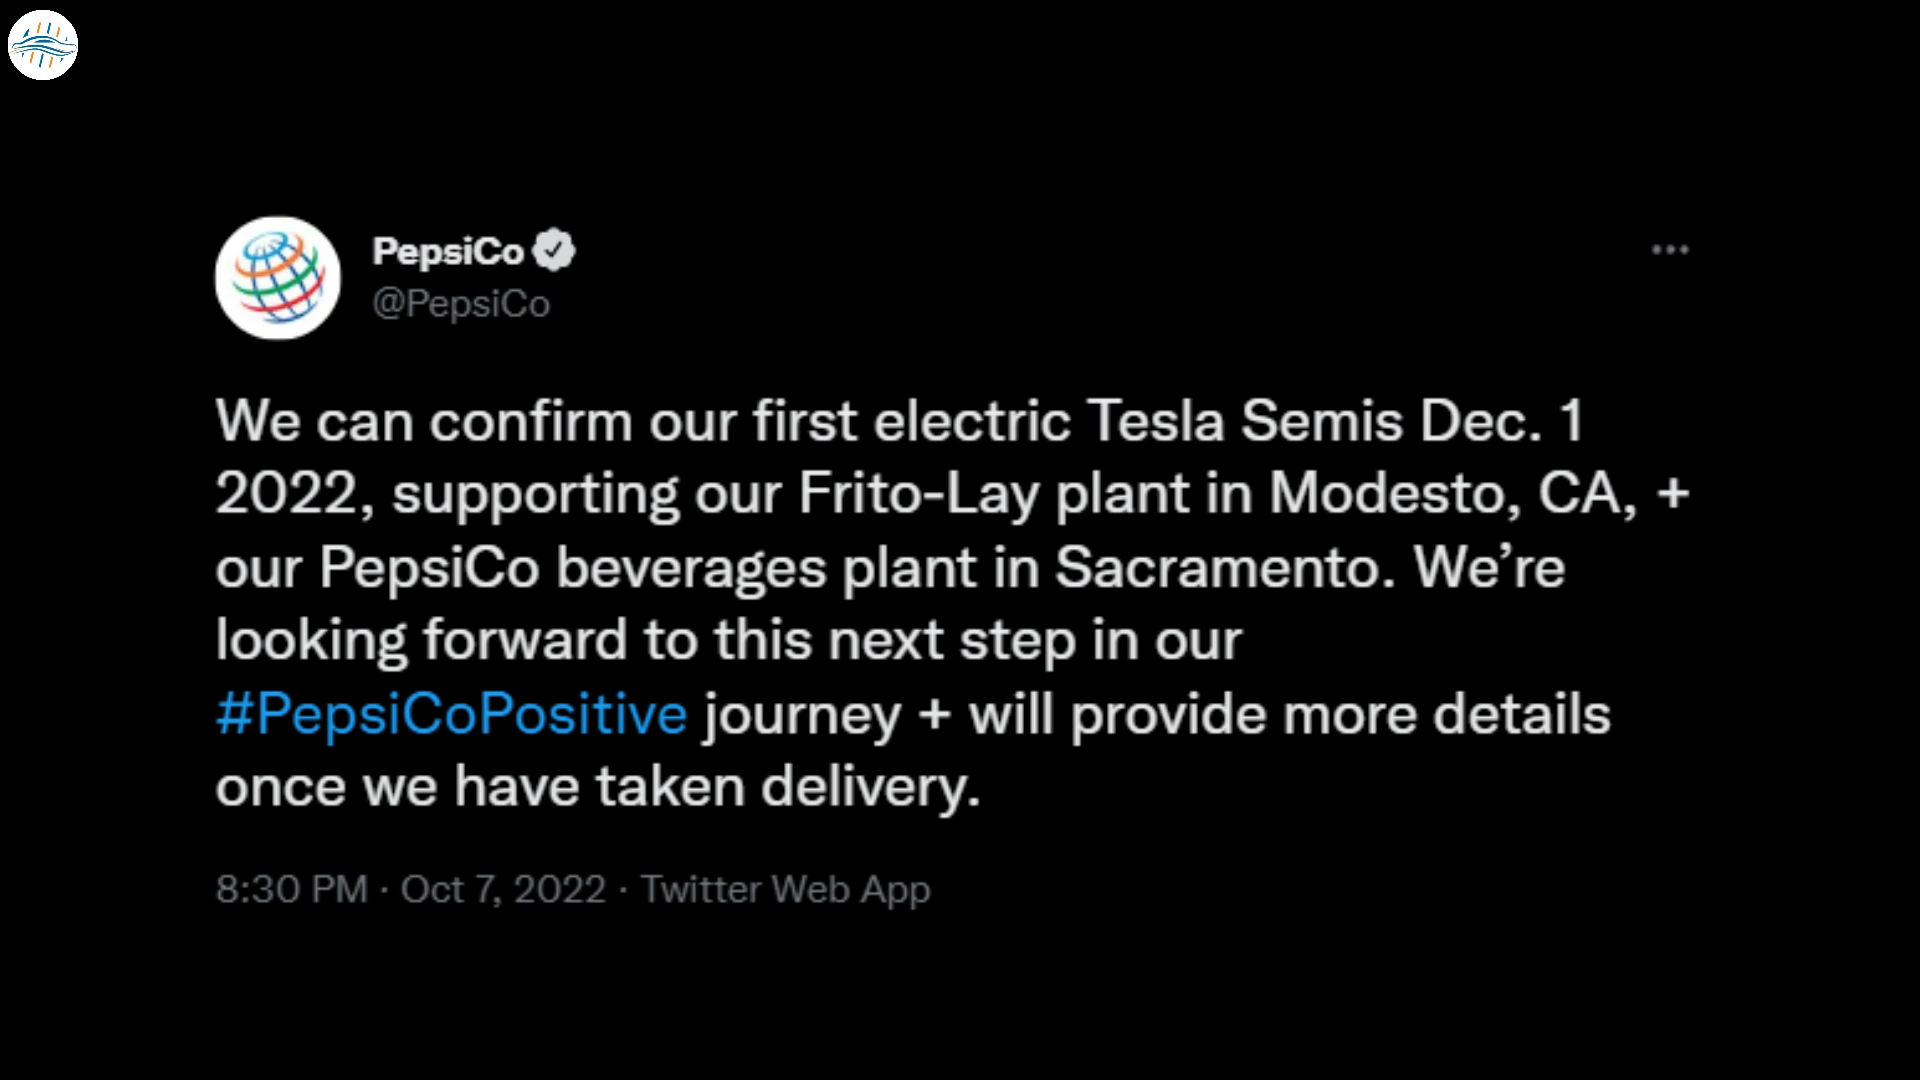 PepsiCo
@PepsiCo
We can confirm our first electric Tesla Semis Dec. 1
2022, supporting our Frito-Lay plant in Modesto, CA, +
our PepsiCo beverages plant in Sacramento. We’re
looking forward to this next step in our
#PepsiCoPositive journey + will provide more details
once we have taken delivery.
8:30 PM · Oct 7, 2022 · Twitter Web App